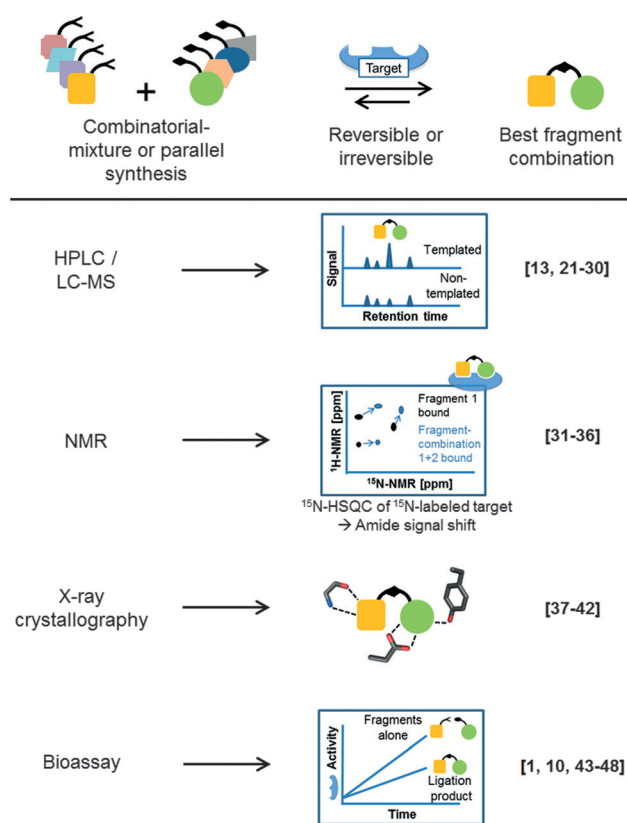 Target
+
Combinatorial-
mixture or parallel
synthesis
Reversible or
irreversible
Best fragment
combination
HPLC /
LC-MS
Signal
Templated
Non-
templated
Retention time
[13, 21-30]
NMR
¹H-NMR [ppm]
Fragment 1
bound
Fragment-
combination
1+2 bound
¹⁵N-NMR [ppm]
¹⁵N-HSQC of ¹⁵N-labeled target
→ Amide signal shift
[31-36]
X-ray
crystallography
[37-42]
Bioassay
Activity
Fragments
alone
Ligation
product
Time
[1, 10, 43-48]